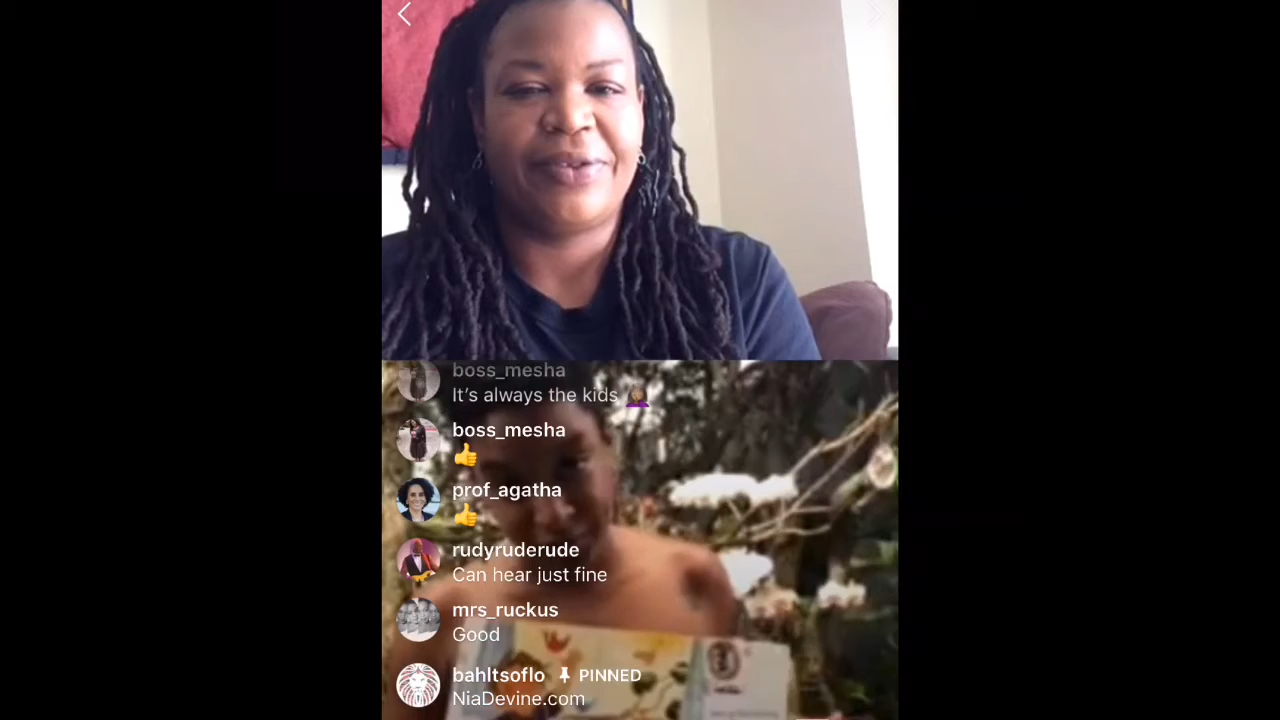 boss_mesha
It's always the kids 🤦🏾‍♀️
boss_mesha
👍
prof_agatha
👍
rudyruderude
Can hear just fine
mrs_ruckus
Good
bahltsoflo PINNED
NiaDevine.com